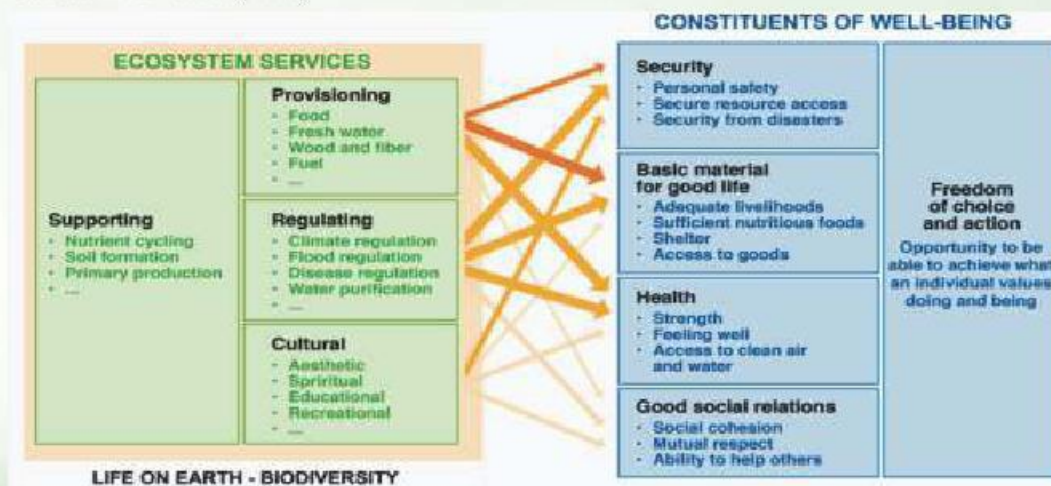 CONSTITUENTS OF WELL-BEING
ECOSYSTEM SERVICES
Supporting
· Nutrient cycling
· Soil formation
· Primary production
· ...
Provisioning
· Food
· Fresh water
· Wood and fiber
· Fuel
· ...
Regulating
· Climate regulation
· Flood regulation
· Disease regulation
· Water purification
· ...
Cultural
· Aesthetic
· Spriritual
· Educational
· Recreational
· ...
LIFE ON EARTH - BIODIVERSITY
Security
· Personal safety
· Secure resource access
· Security from disasters
Basic material
for good life
· Adequate livelihoods
· Sufficient nutritious foods
· Shelter
· Access to goods
Health
· Strength
· Feeling well
· Access to clean air
and water
Good social relations
· Social cohesion
· Mutual respect
· Ability to help others
Freedom
of choice
and action
Opportunity to be
able to achieve what
an individual values
doing and being